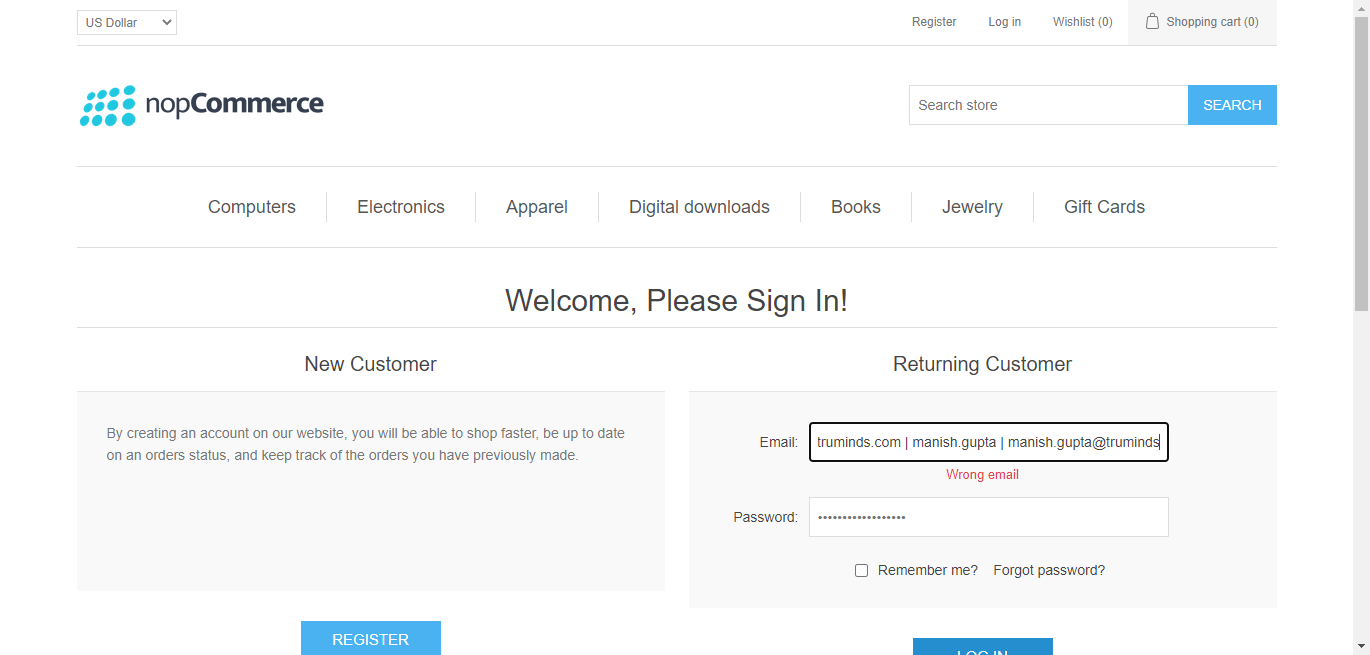 US Dollar
Register
Log in
Wishlist (0)
Shopping cart (0)
nopCommerce
Search store
SEARCH
Computers
Electronics
Apparel
Digital downloads
Books
Jewelry
Gift Cards
Welcome, Please Sign In!
New Customer
By creating an account on our website, you will be able to shop faster, be up to date
on an orders status, and keep track of the orders you have previously made.
REGISTER
Returning Customer
Email:
truminds.com | manish.gupta | manish.gupta@truminds
Wrong email
Password:
••••••••••••••••••
Remember me?
Forgot password?
LOG IN